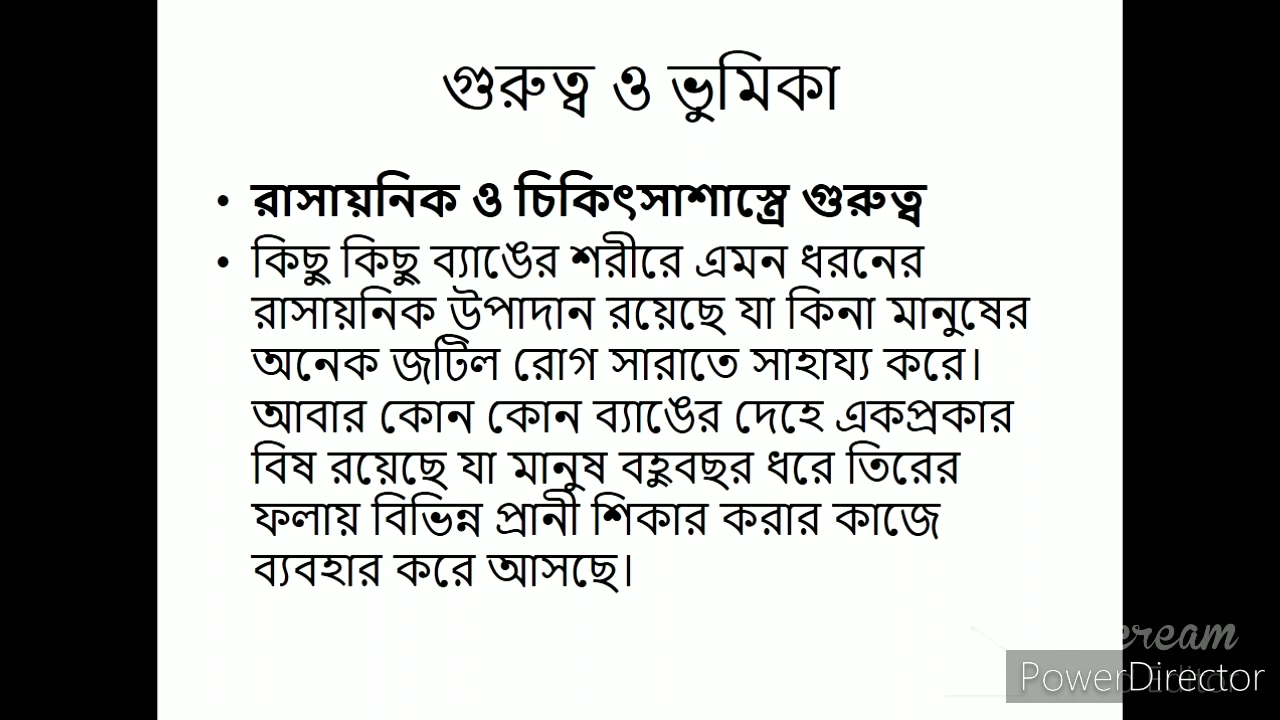 গুরুত্ব ও ভুমিকা
• রাসায়নিক ও চিকিৎসাশাস্ত্রে গুরুত্ব
• কিছু কিছু ব্যাঙের শরীরে এমন ধরনের
রাসায়নিক উপাদান রয়েছে যা কিনা মানুষের
অনেক জটিল রোগ সারাতে সাহায্য করে।
আবার কোন কোন ব্যাঙের দেহে একপ্রকার
বিষ রয়েছে যা মানুষ বহুবছর ধরে তিরের
ফলায় বিভিন্ন প্রানী শিকার করার কাজে
ব্যবহার করে আসছে।
PowerDirector